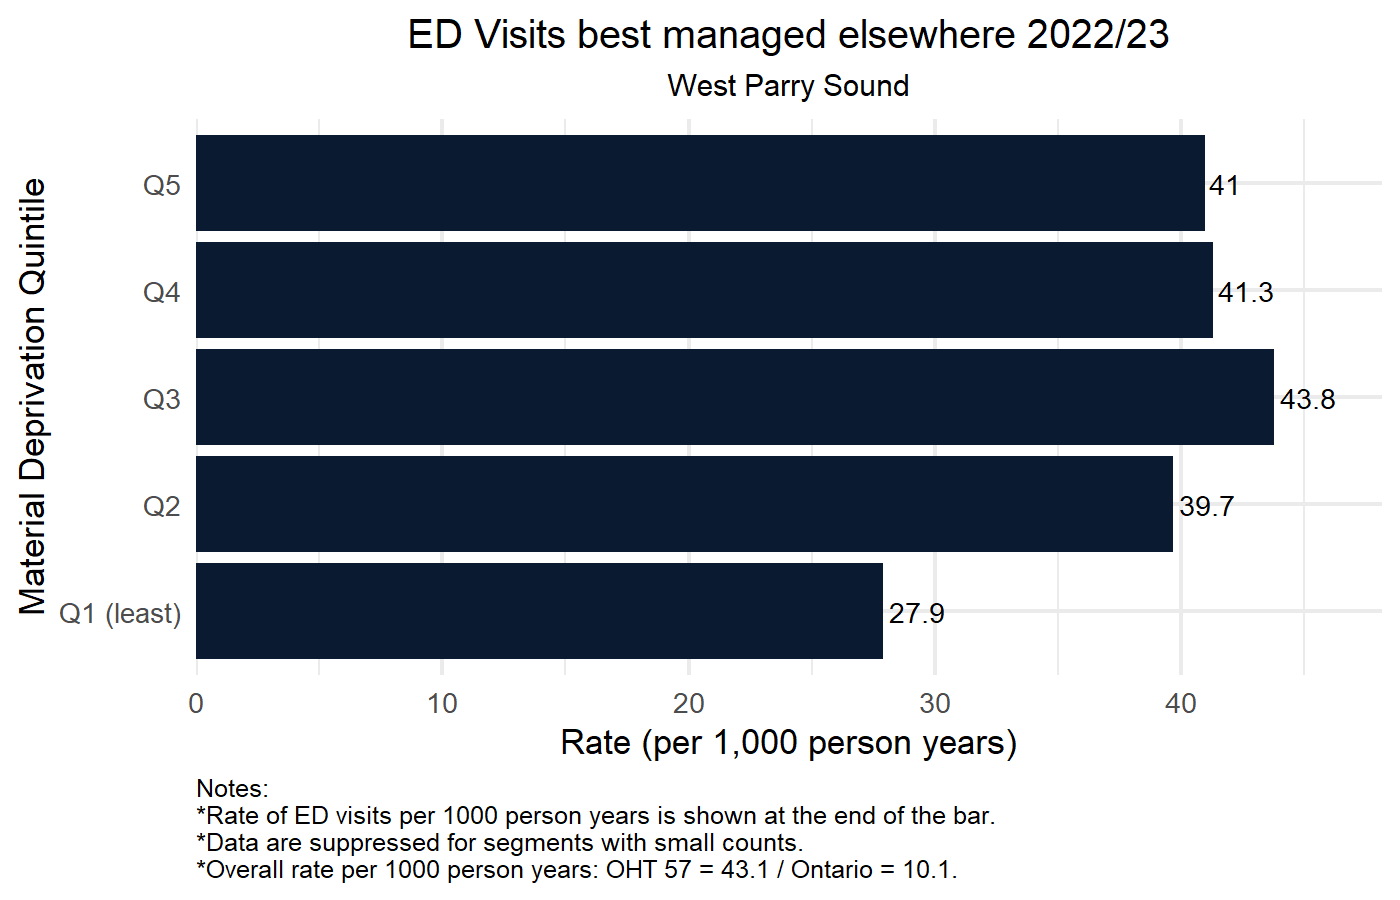 ED Visits best managed elsewhere 2022/23
West Parry Sound
Material Deprivation Quintile
Q5
41
Q4
41.3
Q3
43.8
Q2
39.7
Q1 (least)
27.9
0 10 20 30 40
Rate (per 1,000 person years)
Notes:
*Rate of ED visits per 1000 person years is shown at the end of the bar.
*Data are suppressed for segments with small counts.
*Overall rate per 1000 person years: OHT 57 = 43.1 / Ontario = 10.1.